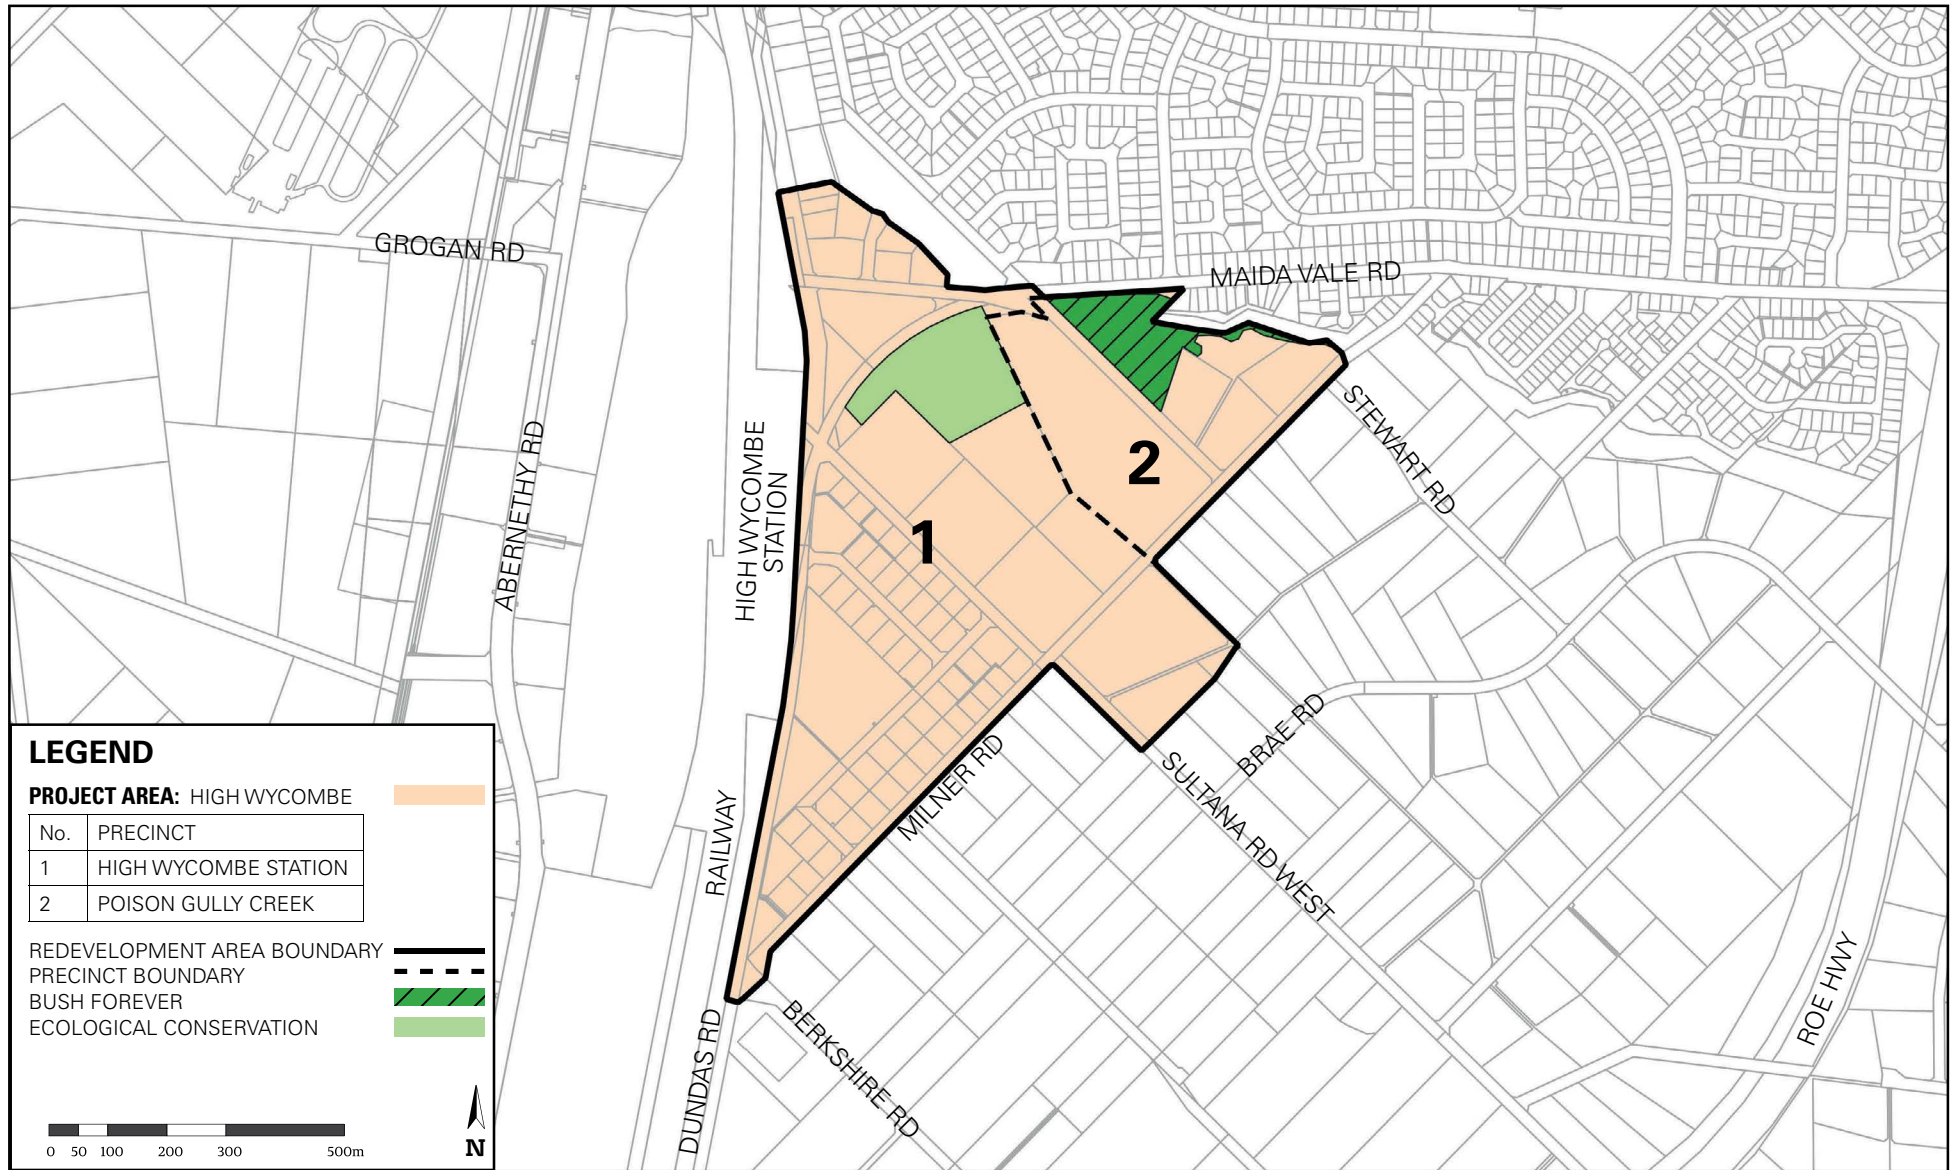 GROGAN RD
MAIDA VALE RD
STEWART RD
ABERNETHY RD
HIGH WYCOMBE
STATION
2
1
BRAE RD
MILNER RD
SULTANA RD WEST
RAILWAY
ROE HWY
DUNDAS RD
BERKSHIRE RD
LEGEND
PROJECT AREA: HIGH WYCOMBE
No. PRECINCT
1 HIGH WYCOMBE STATION
2 POISON GULLY CREEK
REDEVELOPMENT AREA BOUNDARY
PRECINCT BOUNDARY
BUSH FOREVER
ECOLOGICAL CONSERVATION
N
0 50 100 200 300 500m